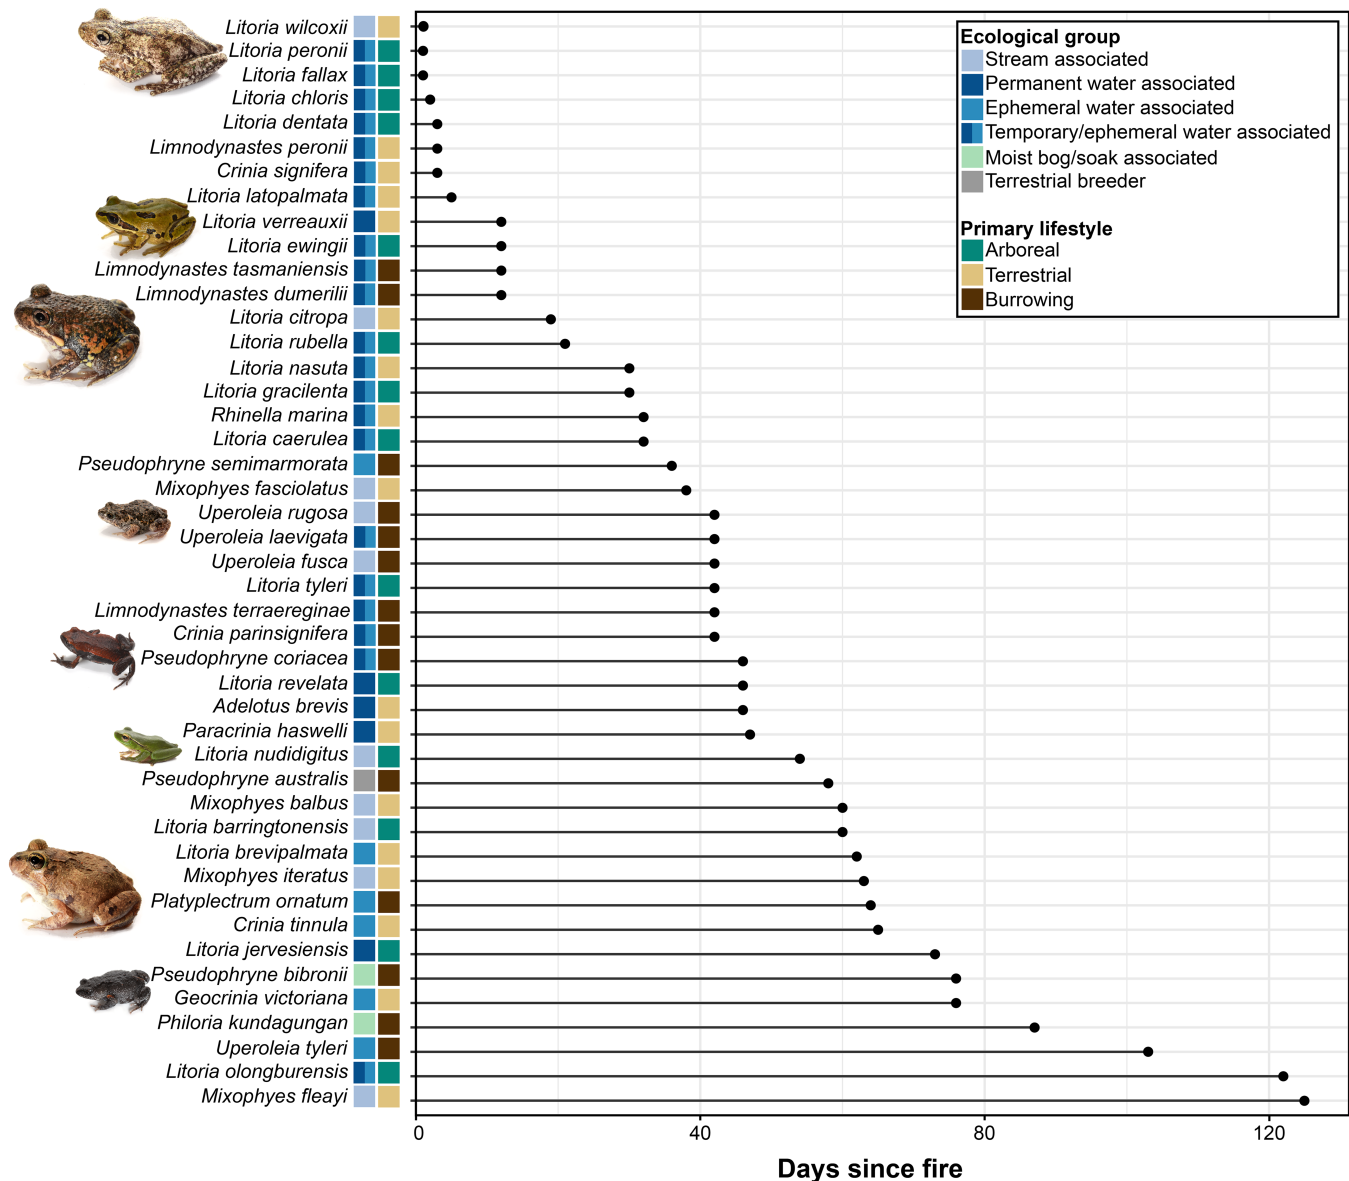 Litoria wilcoxii
Litoria peronii
Litoria fallax
Litoria chloris
Litoria dentata
Limnodynastes peronii
Crinia signifera
Litoria latopalmata
Litoria verreauxii
Litoria ewingii
Limnodynastes tasmaniensis
Limnodynastes dumerilii
Litoria citropa
Litoria rubella
Litoria nasuta
Litoria gracilenta
Rhinella marina
Litoria caerulea
Pseudophryne semimarmorata
Mixophyes fasciolatus
Uperoleia rugosa
Uperoleia laevigata
Uperoleia fusca
Litoria tyleri
Limnodynastes terraereginae
Crinia parinsignifera
Pseudophryne coriacea
Litoria revelata
Adelotus brevis
Paracrinia haswelli
Litoria nudidigitus
Pseudophryne australis
Mixophyes balbus
Litoria barringtonensis
Litoria brevipalmata
Mixophyes iteratus
Platyplectrum ornatum
Crinia tinnula
Litoria jervesiensis
Pseudophryne bibronii
Geocrinia victoriana
Philoria kundagungan
Uperoleia tyleri
Litoria olongburensis
Mixophyes fleayi
Ecological group
Stream associated
Permanent water associated
Ephemeral water associated
Temporary/ephemeral water associated
Moist bog/soak associated
Terrestrial breeder
Primary lifestyle
Arboreal
Terrestrial
Burrowing
0 40 80 120
Days since fire